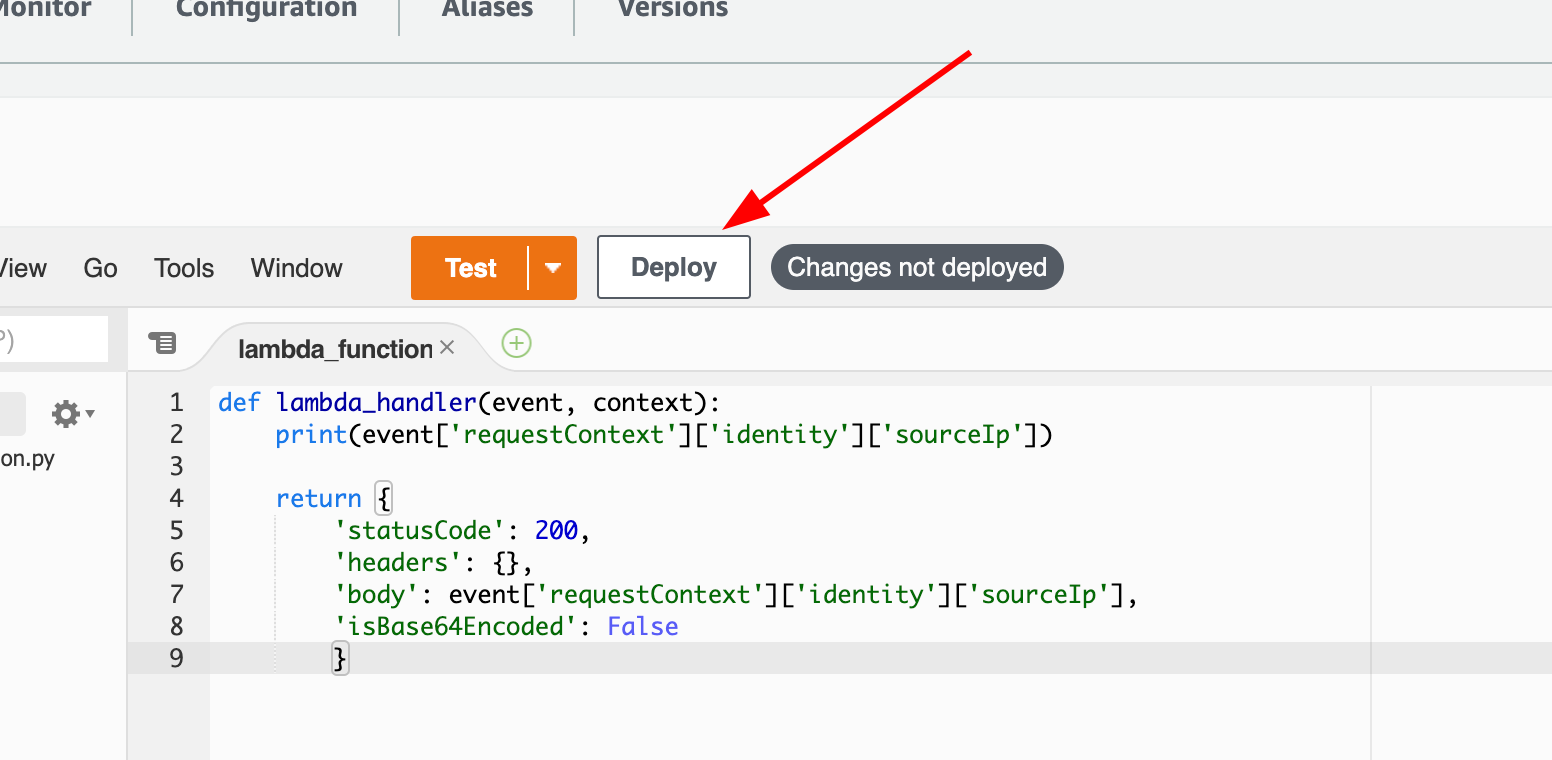 Monitor Configuration Aliases Versions
View Go Tools Window Test Deploy Changes not deployed
P) lambda_function ×
on.py
1 def lambda_handler(event, context):
2     print(event['requestContext']['identity']['sourceIp'])
3
4     return {
5         'statusCode': 200,
6         'headers': {},
7         'body': event['requestContext']['identity']['sourceIp'],
8         'isBase64Encoded': False
9         }